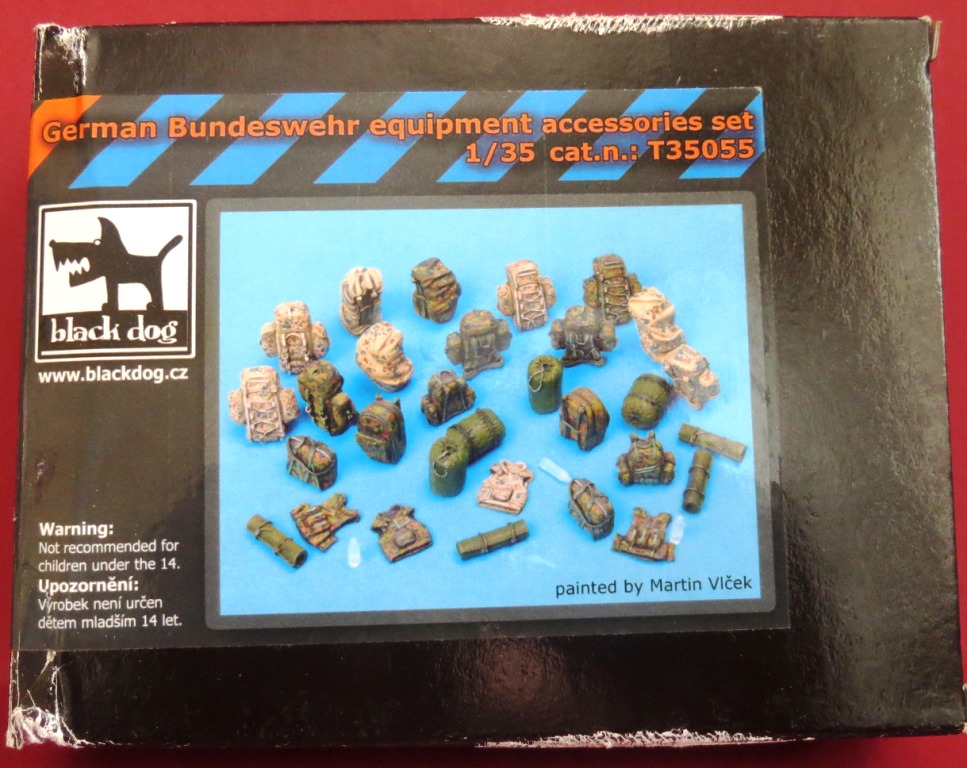 German Bundeswehr equipment accessories set
1/35 cat.n.: T35055
black dog
www.blackdog.cz
Warning:
Not recommended for
children under the 14.
Upozornění:
Výrobek není určen
dětem mladším 14 let.
painted by Martin Vlček